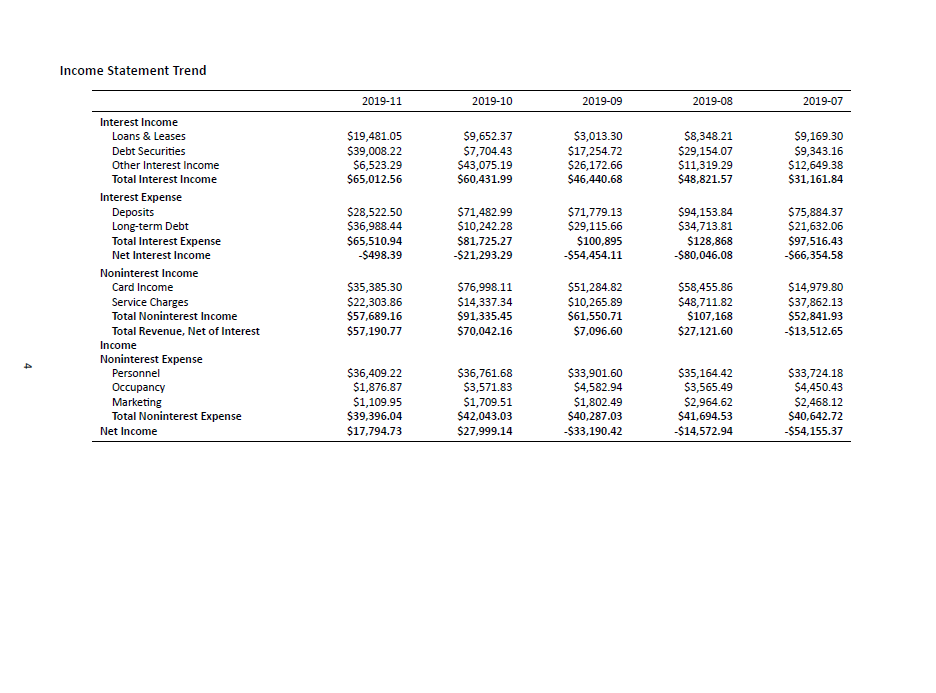 Income Statement Trend
2019-11 2019-10 2019-09 2019-08 2019-07
Interest Income
Loans & Leases $19,481.05 $9,652.37 $3,013.30 $8,348.21 $9,169.30
Debt Securities $39,008.22 $7,704.43 $17,254.72 $29,154.07 $9,343.16
Other Interest Income $6,523.29 $43,075.19 $26,172.66 $11,319.29 $12,649.38
Total Interest Income $65,012.56 $60,431.99 $46,440.68 $48,821.57 $31,161.84
Interest Expense
Deposits $28,522.50 $71,482.99 $71,779.13 $94,153.84 $75,884.37
Long-term Debt $36,988.44 $10,242.28 $29,115.66 $34,713.81 $21,632.06
Total Interest Expense $65,510.94 $81,725.27 $100,895 $128,868 $97,516.43
Net Interest Income -$498.39 -$21,293.29 -$54,454.11 -$80,046.08 -$66,354.58
Noninterest Income
Card Income $35,385.30 $76,998.11 $51,284.82 $58,455.86 $14,979.80
Service Charges $22,303.86 $14,337.34 $10,265.89 $48,711.82 $37,862.13
Total Noninterest Income $57,689.16 $91,335.45 $61,550.71 $107,168 $52,841.93
Total Revenue, Net of Interest $57,190.77 $70,042.16 $7,096.60 $27,121.60 -$13,512.65
Income
Noninterest Expense
Personnel $36,409.22 $36,761.68 $33,901.60 $35,164.42 $33,724.18
Occupancy $1,876.87 $3,571.83 $4,582.94 $3,565.49 $4,450.43
Marketing $1,109.95 $1,709.51 $1,802.49 $2,964.62 $2,468.12
Total Noninterest Expense $39,396.04 $42,043.03 $40,287.03 $41,694.53 $40,642.72
Net Income $17,794.73 $27,999.14 -$33,190.42 -$14,572.94 -$54,155.37
4